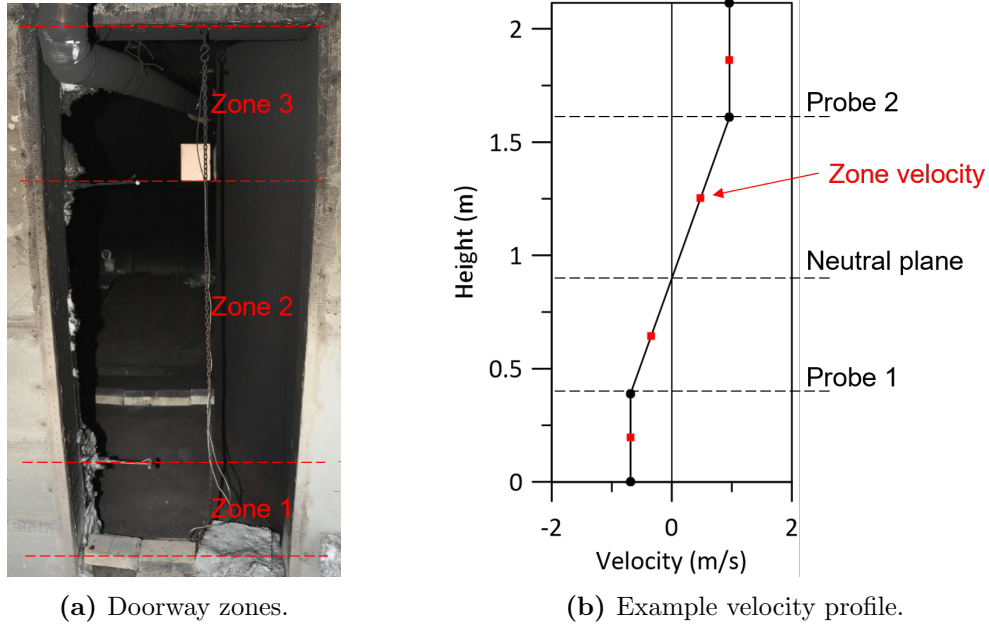 Zone 3
Zone 2
Zone 1
(a) Doorway zones.
Height (m)
2
1.5
1
0.5
0
-2
0
2
Velocity (m/s)
Probe 2
Zone velocity
Neutral plane
Probe 1
(b) Example velocity profile.